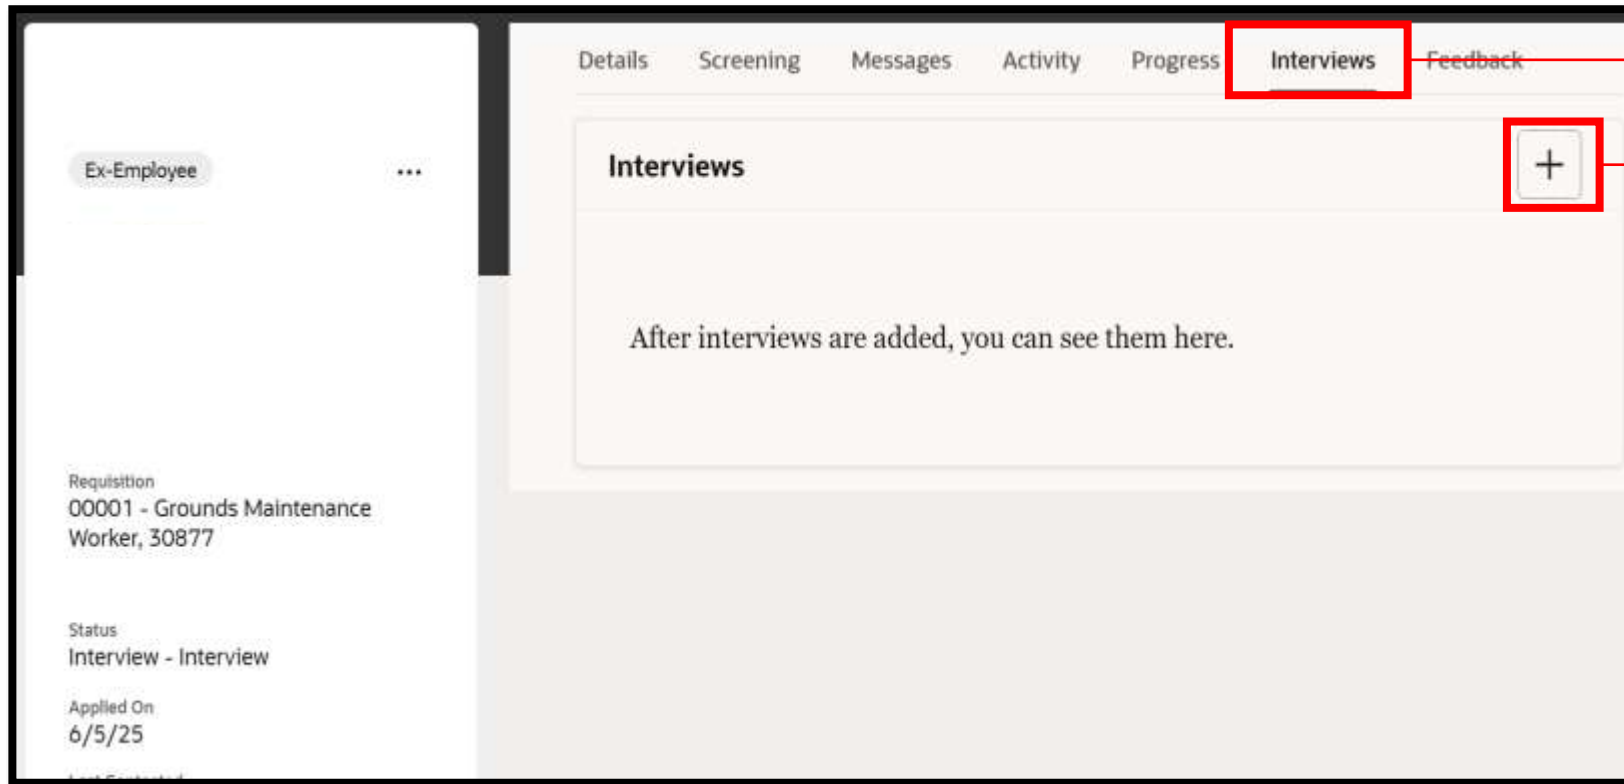 Details Screening Messages Activity Progress Interviews Feedback
Ex-Employee
Interviews
After interviews are added, you can see them here.
Requisition
00001 - Grounds Maintenance
Worker, 30877
Status
Interview - Interview
Applied On
6/5/25